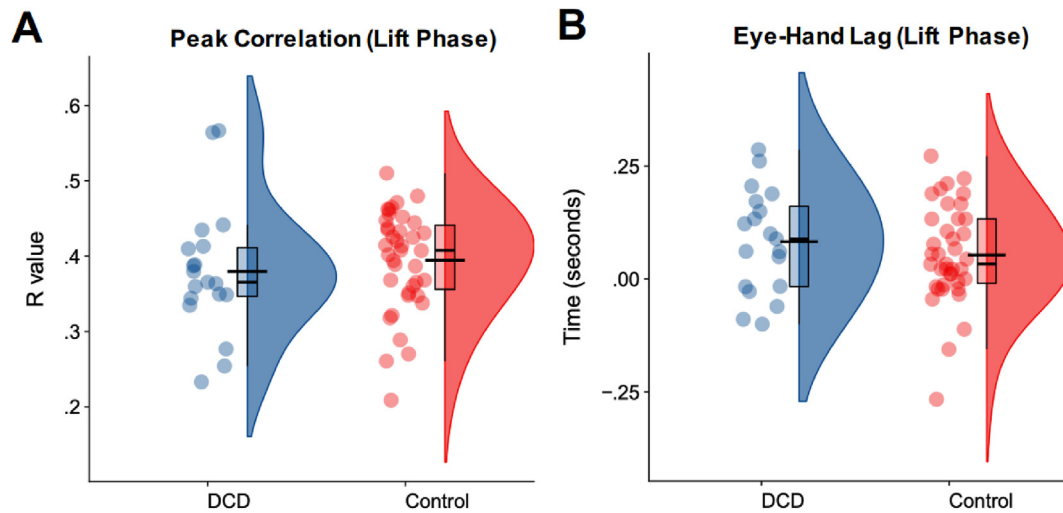 A
Peak Correlation (Lift Phase)
R value
.6
.5
.4
.3
.2
DCD
Control
B
Eye-Hand Lag (Lift Phase)
Time (seconds)
.25
.00
−.25
DCD
Control